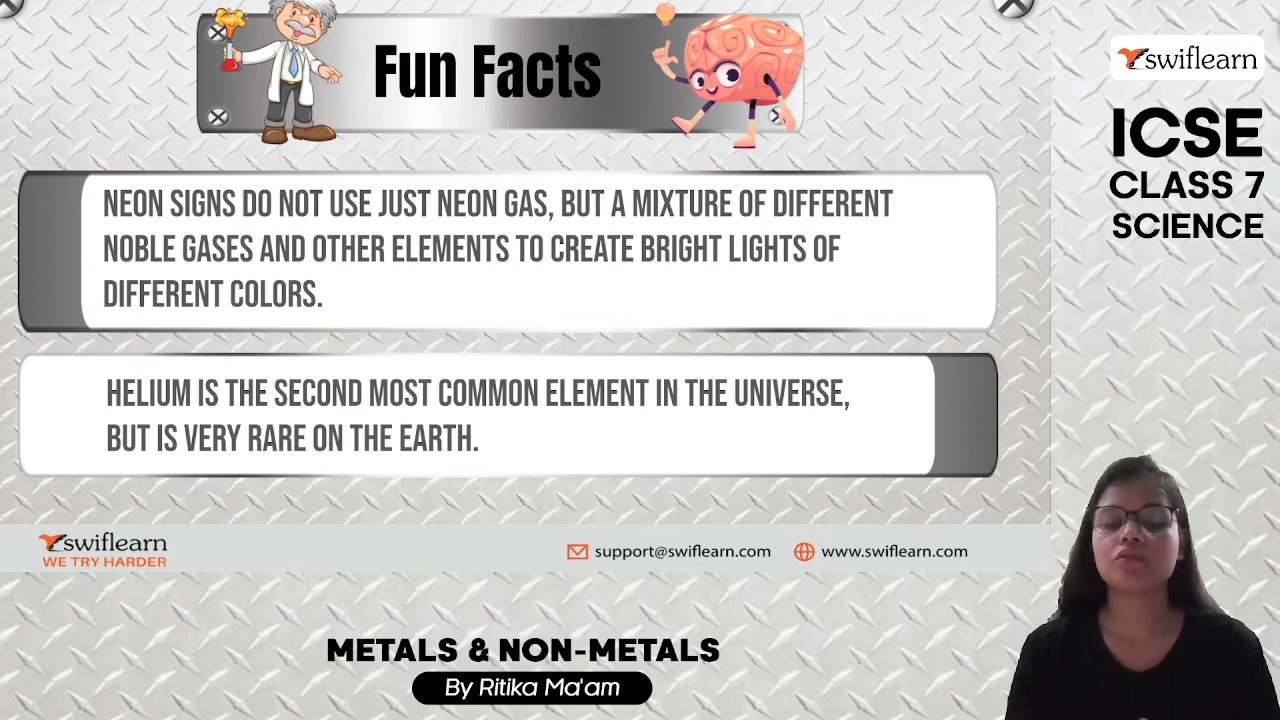 Fun Facts
swiflearn
ICSE
CLASS 7
SCIENCE
NEON SIGNS DO NOT USE JUST NEON GAS, BUT A MIXTURE OF DIFFERENT
NOBLE GASES AND OTHER ELEMENTS TO CREATE BRIGHT LIGHTS OF
DIFFERENT COLORS.
HELIUM IS THE SECOND MOST COMMON ELEMENT IN THE UNIVERSE,
BUT IS VERY RARE ON THE EARTH.
swiflearn
WE TRY HARDER
support@swiflearn.com
www.swiflearn.com
METALS & NON-METALS
By Ritika Ma'am